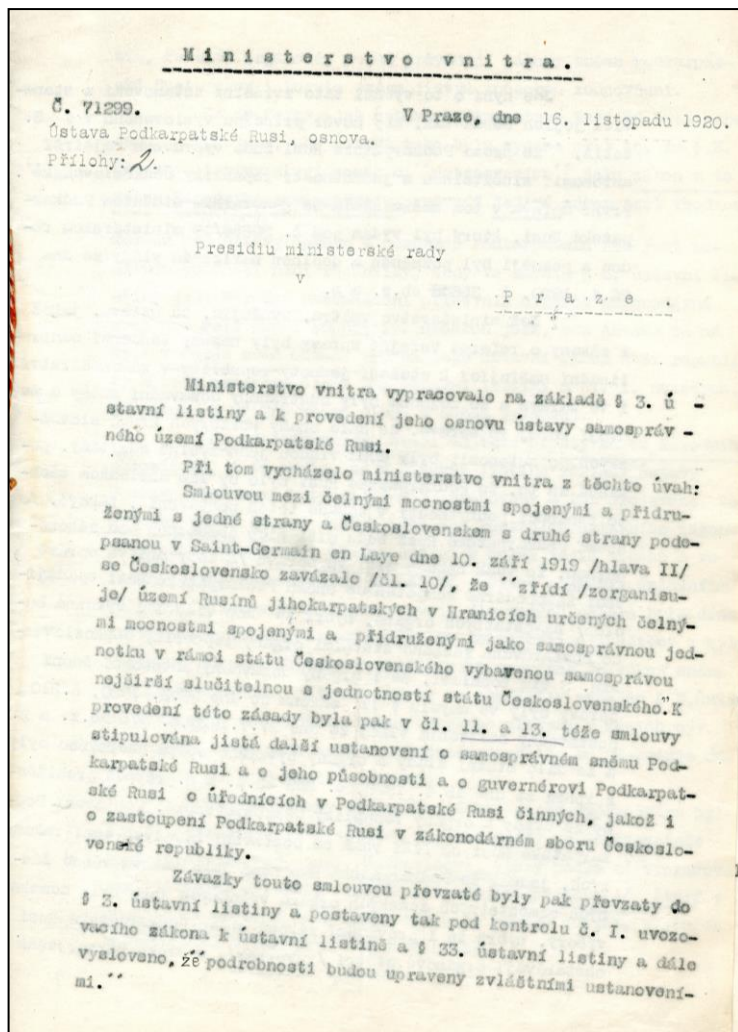 Ministerstvo vnitra.
Č. 71299.
V Praze, dne 16. listopadu 1920.
Ústava Podkarpatské Rusi, osnova.
Přílohy: 2.
Presidiu ministerské rady
v
Praze
Ministerstvo vnitra vypracovalo na základě § 3. ú -
stavní listiny a k provedení jeho osnovu ústavy samospráv -
ného území Podkarpatské Rusi.
Při tom vycházelo ministerstvo vnitra z těchto úvah:
Smlouvou mezi čelnými mocnostmi spojenými a přidru-
ženými s jedné strany a Československem s druhé strany pode-
psanou v Saint-Germain en Laye dne 10. září 1919 /hlava II/
se Československo zavázalo /čl. 10/, že ´´zřídí /zorganisu-
je/ území Rusínů jihokarpatských v Hranicích určených čelný-
mi mocnostmi spojenými a přidruženými jako samosprávnou jed-
notku v rámci státu Československého vybavenou samosprávou
nejširší slučitelnou s jednotností státu Československého.´´K
provedení této zásady byla pak v čl. 11. a 13. téže smlouvy
stipulována jistá další ustanovení o samosprávném sněmu Pod-
karpatské Rusi a o jeho působnosti a o guvernérovi Podkarpat-
ské Rusi o úřednících v Podkarpatské Rusi činných, jakož i
o zastoupení Podkarpatské Rusi v zákonodárném sboru Českoslo-
venské republiky.
Závazky touto smlouvou převzaté byly pak převzaty do
§ 3. ústavní listiny a postaveny tak pod kontrolu č. I. uvozo-
vacího zákona k ústavní listině a § 33. ústavní listiny a dále
vysloveno, že ´´podrobnosti budou upraveny zvláštními ustanovení-
mi.´´